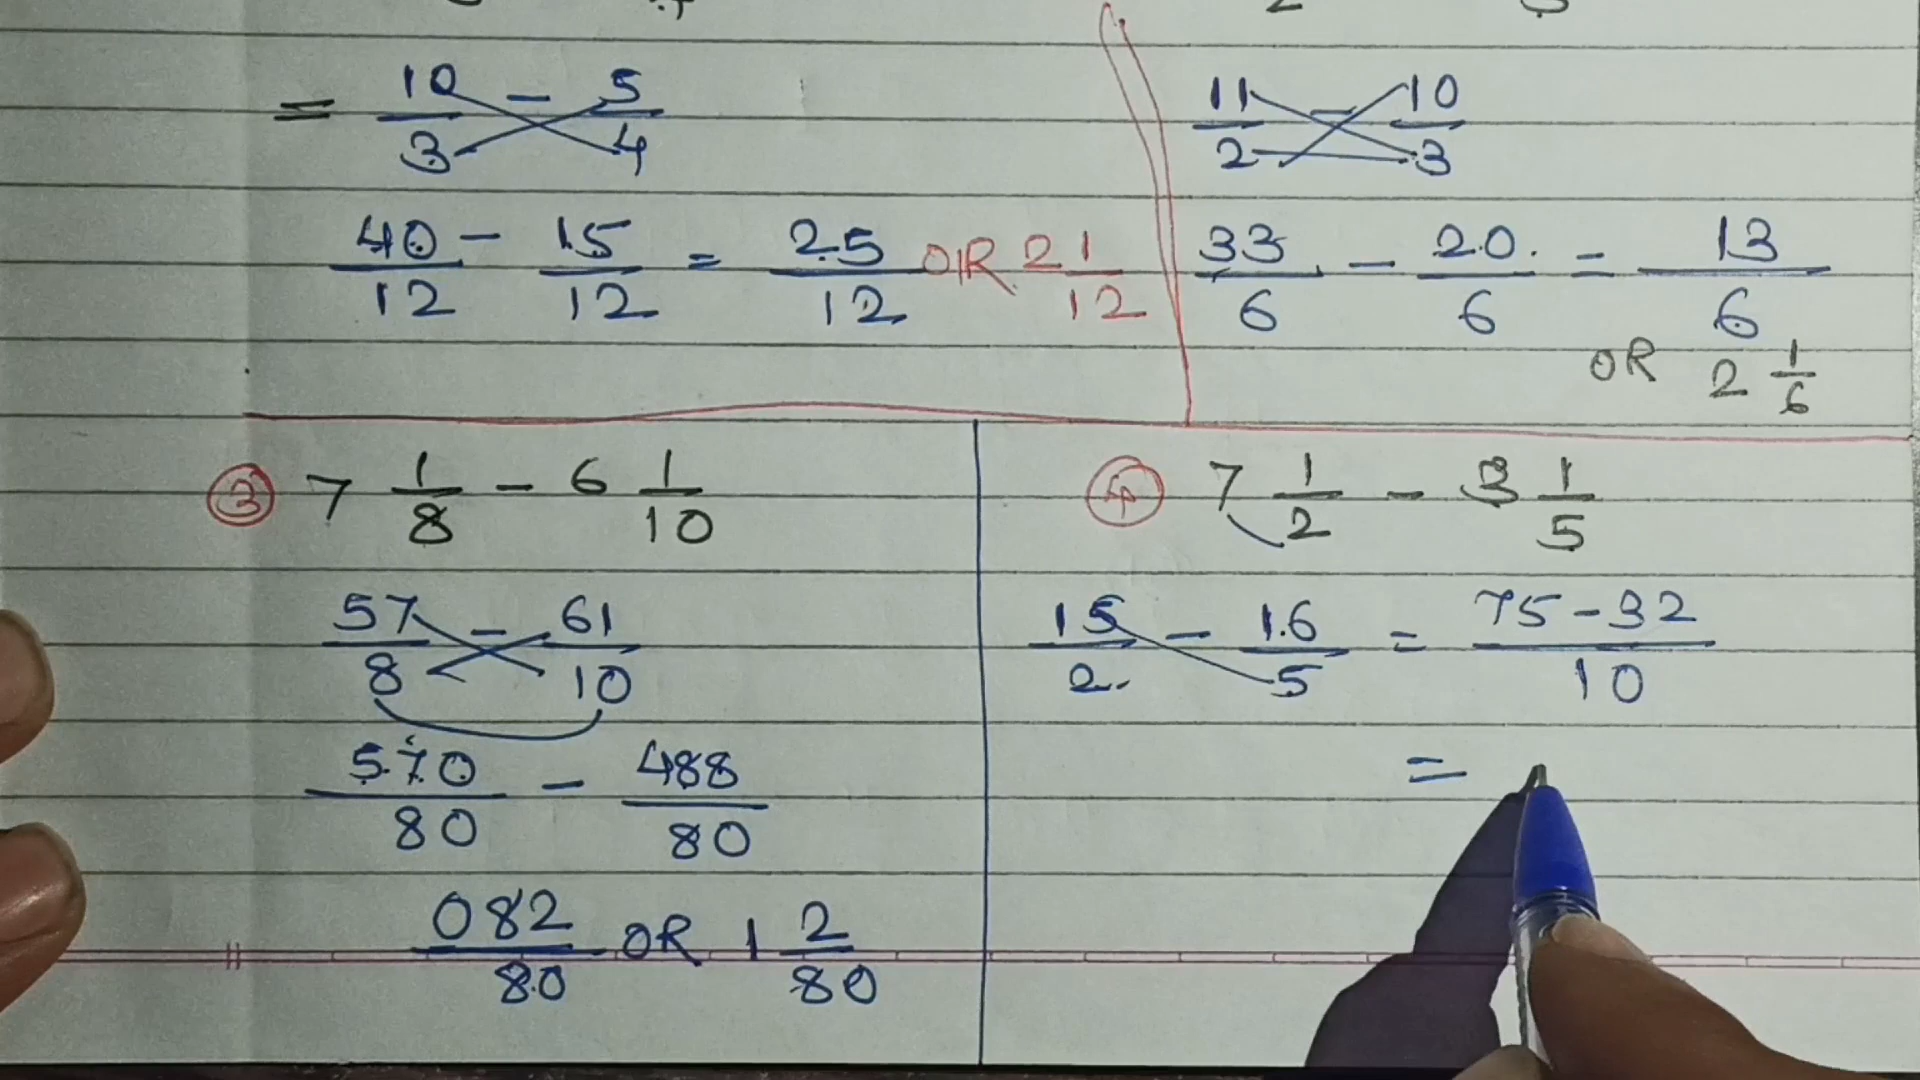 = 10/3 - 5/4
40/12 - 15/12 = 25/12 OR 2 1/12
11/2 - 10/3
33/6 - 20/6 = 13/6
OR 2 1/6
③ 7 1/8 - 6 1/10
57/8 - 61/10
570/80 - 488/80
082/80 OR 1 2/80
④ 7 1/2 - 3 1/5
15/2 - 16/5 = 75-32/10
=